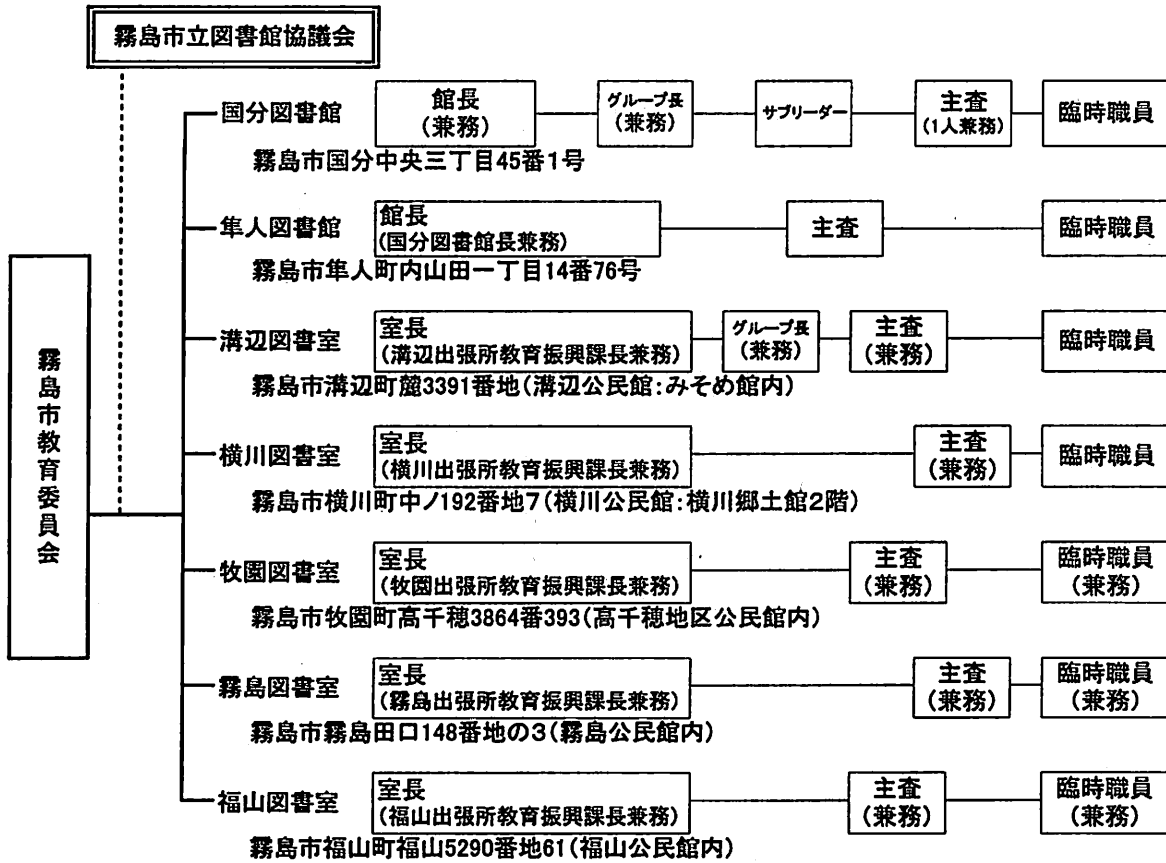 霧島市立図書館協議会
霧島市教育委員会
国分図書館 館長 グループ長 サブリーダー 主査 臨時職員
(兼務) (兼務) (1人兼務)
霧島市国分中央三丁目45番1号
隼人図書館 館長 主査 臨時職員
(国分図書館長兼務)
霧島市隼人町内山田一丁目14番76号
溝辺図書室 室長 グループ長 主査 臨時職員
(溝辺出張所教育振興課長兼務) (兼務) (兼務)
霧島市溝辺町麓3391番地(溝辺公民館:みそめ館内)
横川図書室 室長 主査 臨時職員
(横川出張所教育振興課長兼務) (兼務)
霧島市横川町中ノ192番地7(横川公民館:横川郷土館2階)
牧園図書室 室長 主査 臨時職員
(牧園出張所教育振興課長兼務) (兼務) (兼務)
霧島市牧園町高千穂3864番393(高千穂地区公民館内)
霧島図書室 室長 主査 臨時職員
(霧島出張所教育振興課長兼務) (兼務) (兼務)
霧島市霧島田口148番地の3(霧島公民館内)
福山図書室 室長 主査 臨時職員
(福山出張所教育振興課長兼務) (兼務) (兼務)
霧島市福山町福山5290番地61(福山公民館内)